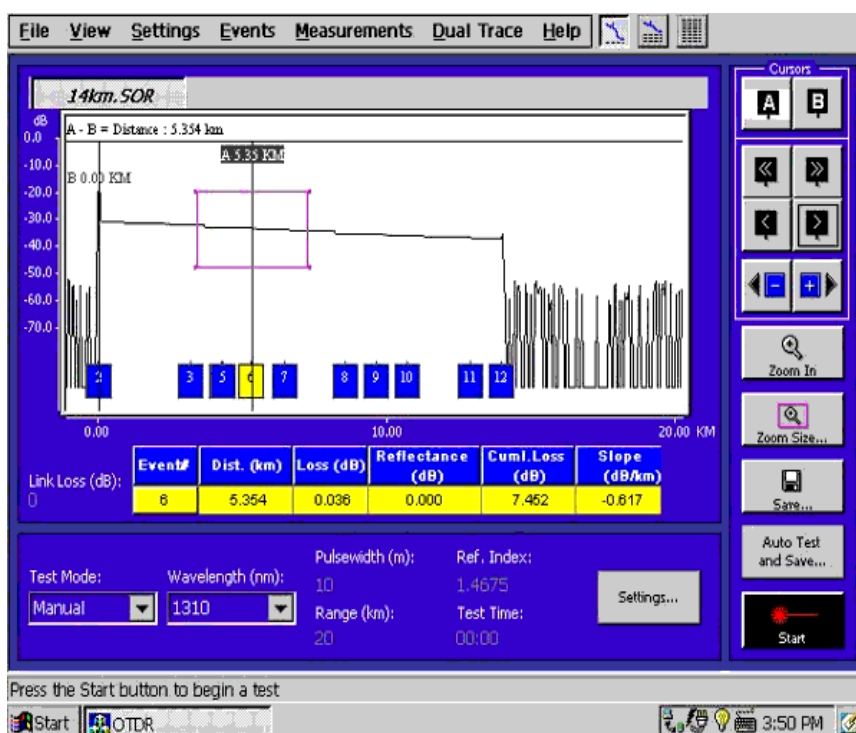 File View Settings Events Measurements Dual Trace Help
Cursors
14km.SOR
A B
dB
A - B = Distance : 5.354 km
0.0
A 5.35 KM
-10.0
B 0.00 KM
-20.0
-30.0
-40.0
-50.0
-60.0
-70.0
2 3 5 6 7 8 9 10 11 12
0.00 10.00 20.00 KM
Zoom In
Zoom Size...
Save...
Auto Test
and Save...
Start
Link Loss (dB):
0
Event# Dist. (km) Loss (dB) Reflectance (dB) Cuml.Loss (dB) Slope (dB/km)
6 5.354 0.036 0.000 7.452 -0.617
Test Mode:
Manual
Wavelength (nm):
1310
Pulsewidth (m):
10
Range (km):
20
Ref. Index:
1.4675
Test Time:
00:00
Settings...
Press the Start button to begin a test
Start OTDR 3:50 PM